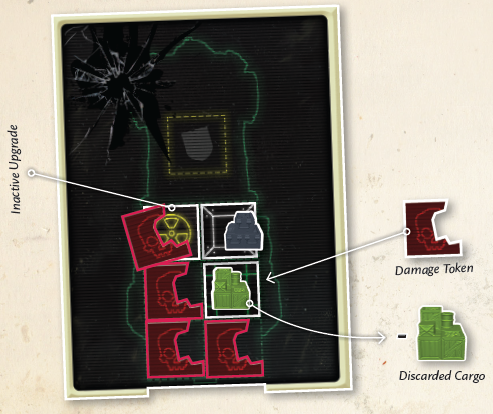 Inactive Upgrade
Damage Token
-
Discarded Cargo